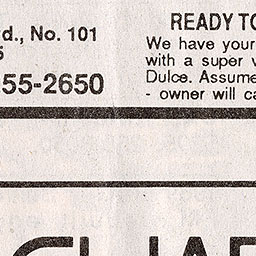 d., No. 101
55-2650
READY TO
We have your
with a super
Dulce. Assume
- owner will